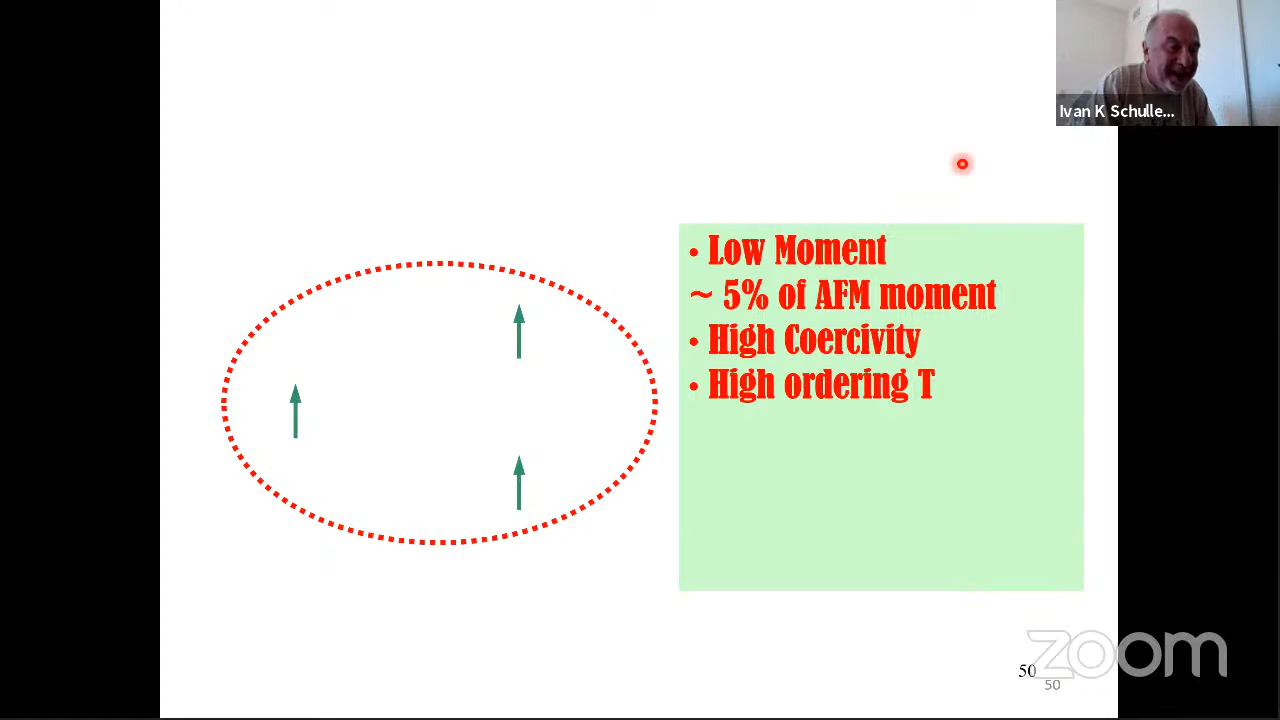 Ivan K Schulle...
• Low Moment
~ 5% of AFM moment
• High Coercivity
• High ordering T
zoom
50
50